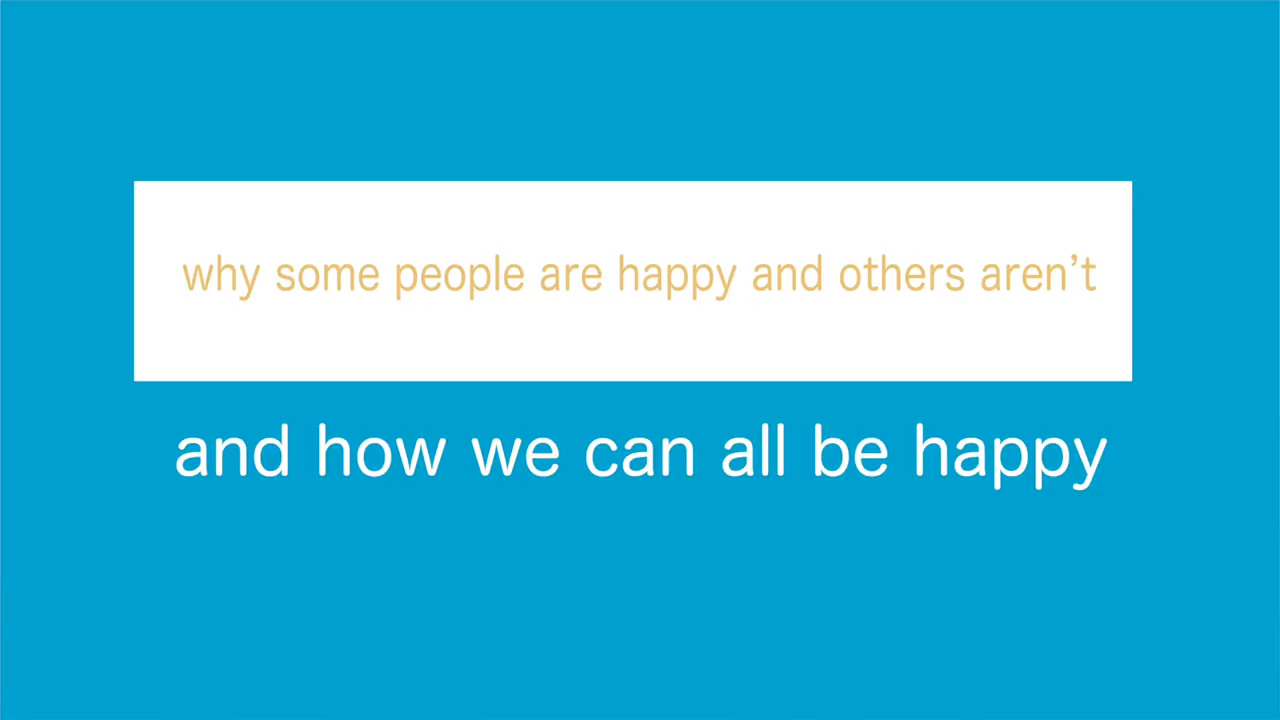 why some people are happy and others aren’t
and how we can all be happy